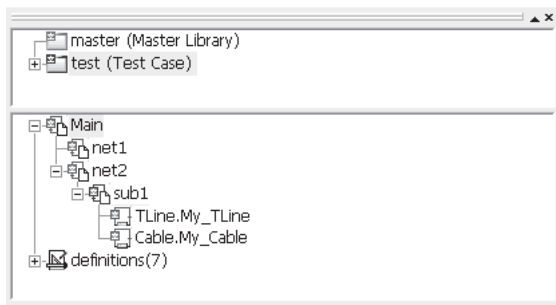 master (Master Library)
test (Test Case)
Main
net1
net2
sub1
TLine.My_TLine
Cable.My_Cable
definitions(7)